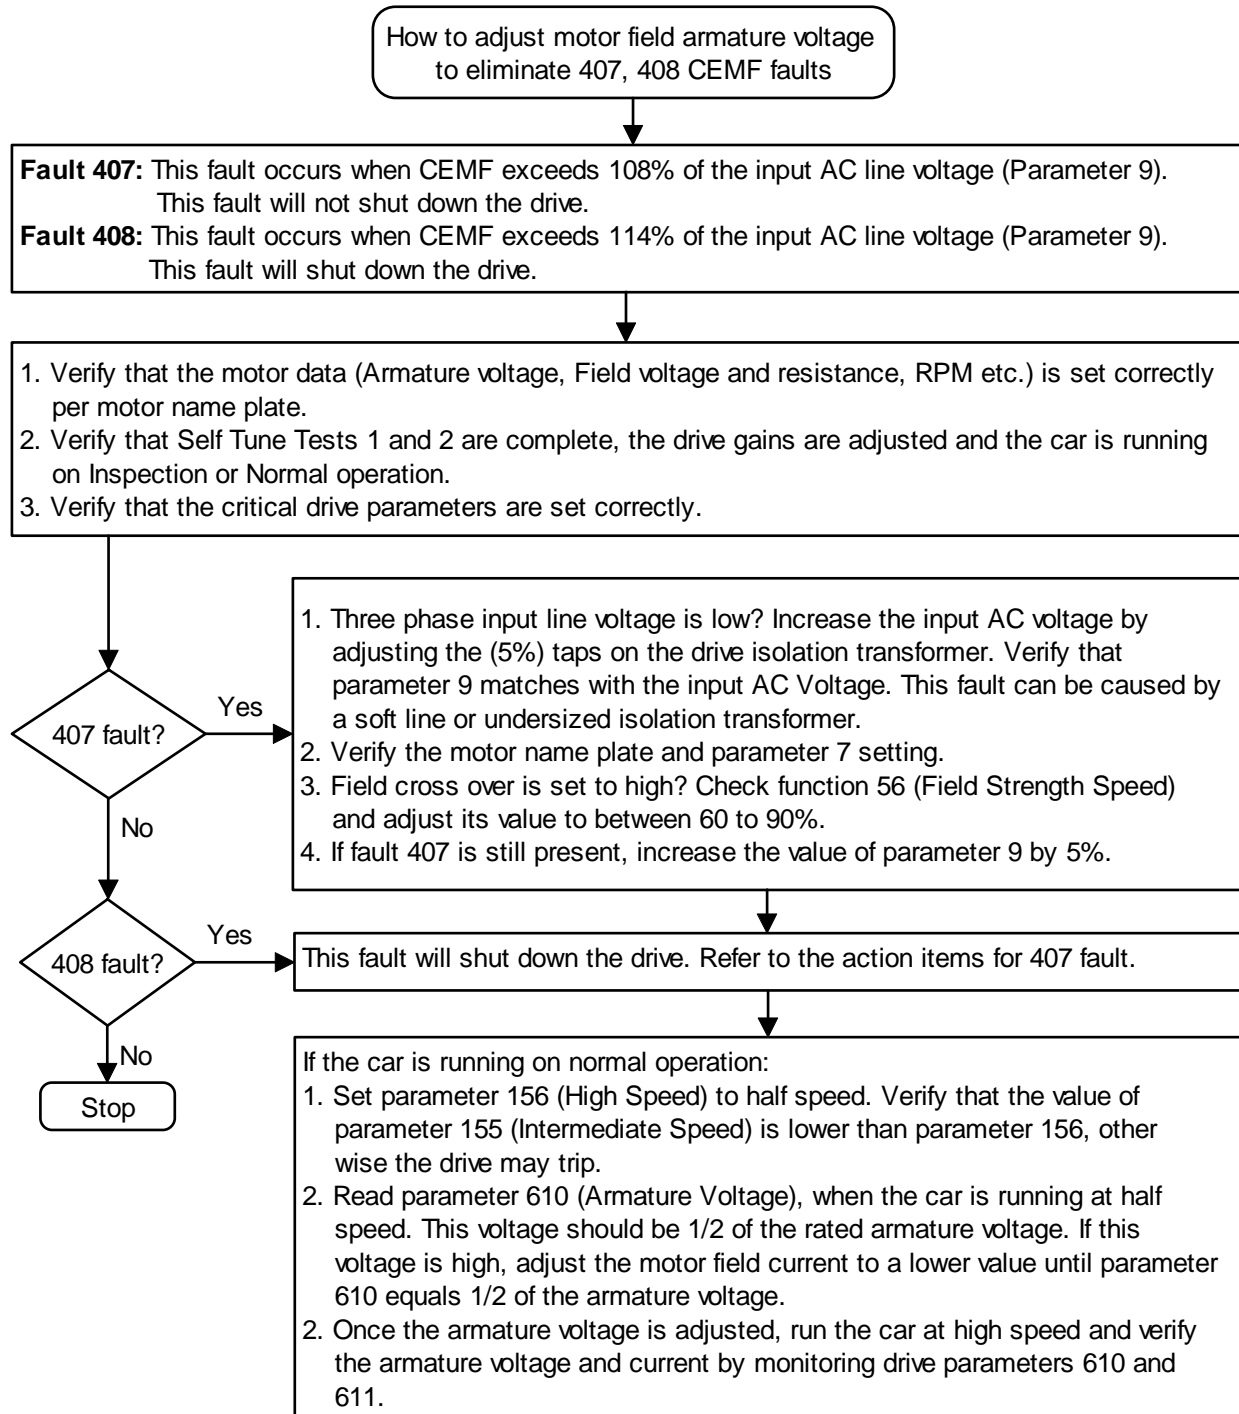 How to adjust motor field armature voltage
to eliminate 407, 408 CEMF faults
Fault 407: This fault occurs when CEMF exceeds 108% of the input AC line voltage (Parameter 9).
This fault will not shut down the drive.
Fault 408: This fault occurs when CEMF exceeds 114% of the input AC line voltage (Parameter 9).
This fault will shut down the drive.
1. Verify that the motor data (Armature voltage, Field voltage and resistance, RPM etc.) is set correctly
per motor name plate.
2. Verify that Self Tune Tests 1 and 2 are complete, the drive gains are adjusted and the car is running
on Inspection or Normal operation.
3. Verify that the critical drive parameters are set correctly.
407 fault?
Yes
1. Three phase input line voltage is low? Increase the input AC voltage by
adjusting the (5%) taps on the drive isolation transformer. Verify that
parameter 9 matches with the input AC Voltage. This fault can be caused by
a soft line or undersized isolation transformer.
2. Verify the motor name plate and parameter 7 setting.
3. Field cross over is set to high? Check function 56 (Field Strength Speed)
and adjust its value to between 60 to 90%.
4. If fault 407 is still present, increase the value of parameter 9 by 5%.
No
408 fault?
Yes
This fault will shut down the drive. Refer to the action items for 407 fault.
No
Stop
If the car is running on normal operation:
1. Set parameter 156 (High Speed) to half speed. Verify that the value of
parameter 155 (Intermediate Speed) is lower than parameter 156, other
wise the drive may trip.
2. Read parameter 610 (Armature Voltage), when the car is running at half
speed. This voltage should be 1/2 of the rated armature voltage. If this
voltage is high, adjust the motor field current to a lower value until parameter
610 equals 1/2 of the armature voltage.
2. Once the armature voltage is adjusted, run the car at high speed and verify
the armature voltage and current by monitoring drive parameters 610 and
611.